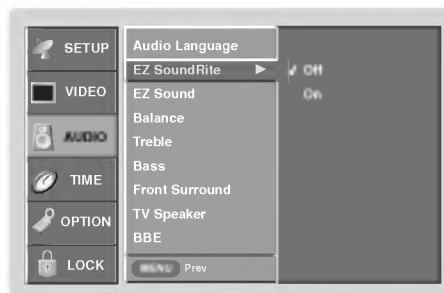 SETUP
VIDEO
AUDIO
TIME
OPTION
LOCK
Audio Language
EZ SoundRite
EZ Sound
Balance
Treble
Bass
Front Surround
TV Speaker
BBE
MENU Prev
Off
On